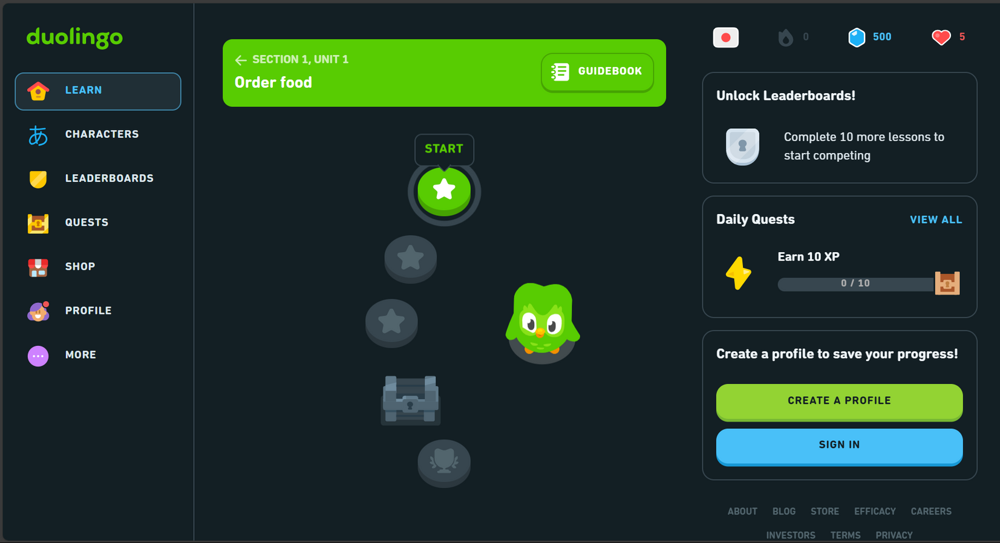 duolingo
LEARN
あ CHARACTERS
LEADERBOARDS
QUESTS
SHOP
PROFILE
MORE
← SECTION 1, UNIT 1
Order food
GUIDEBOOK
START
0
500
5
Unlock Leaderboards!
Complete 10 more lessons to
start competing
Daily Quests
VIEW ALL
Earn 10 XP
0 / 10
Create a profile to save your progress!
CREATE A PROFILE
SIGN IN
ABOUT BLOG STORE EFFICACY CAREERS
INVESTORS TERMS PRIVACY